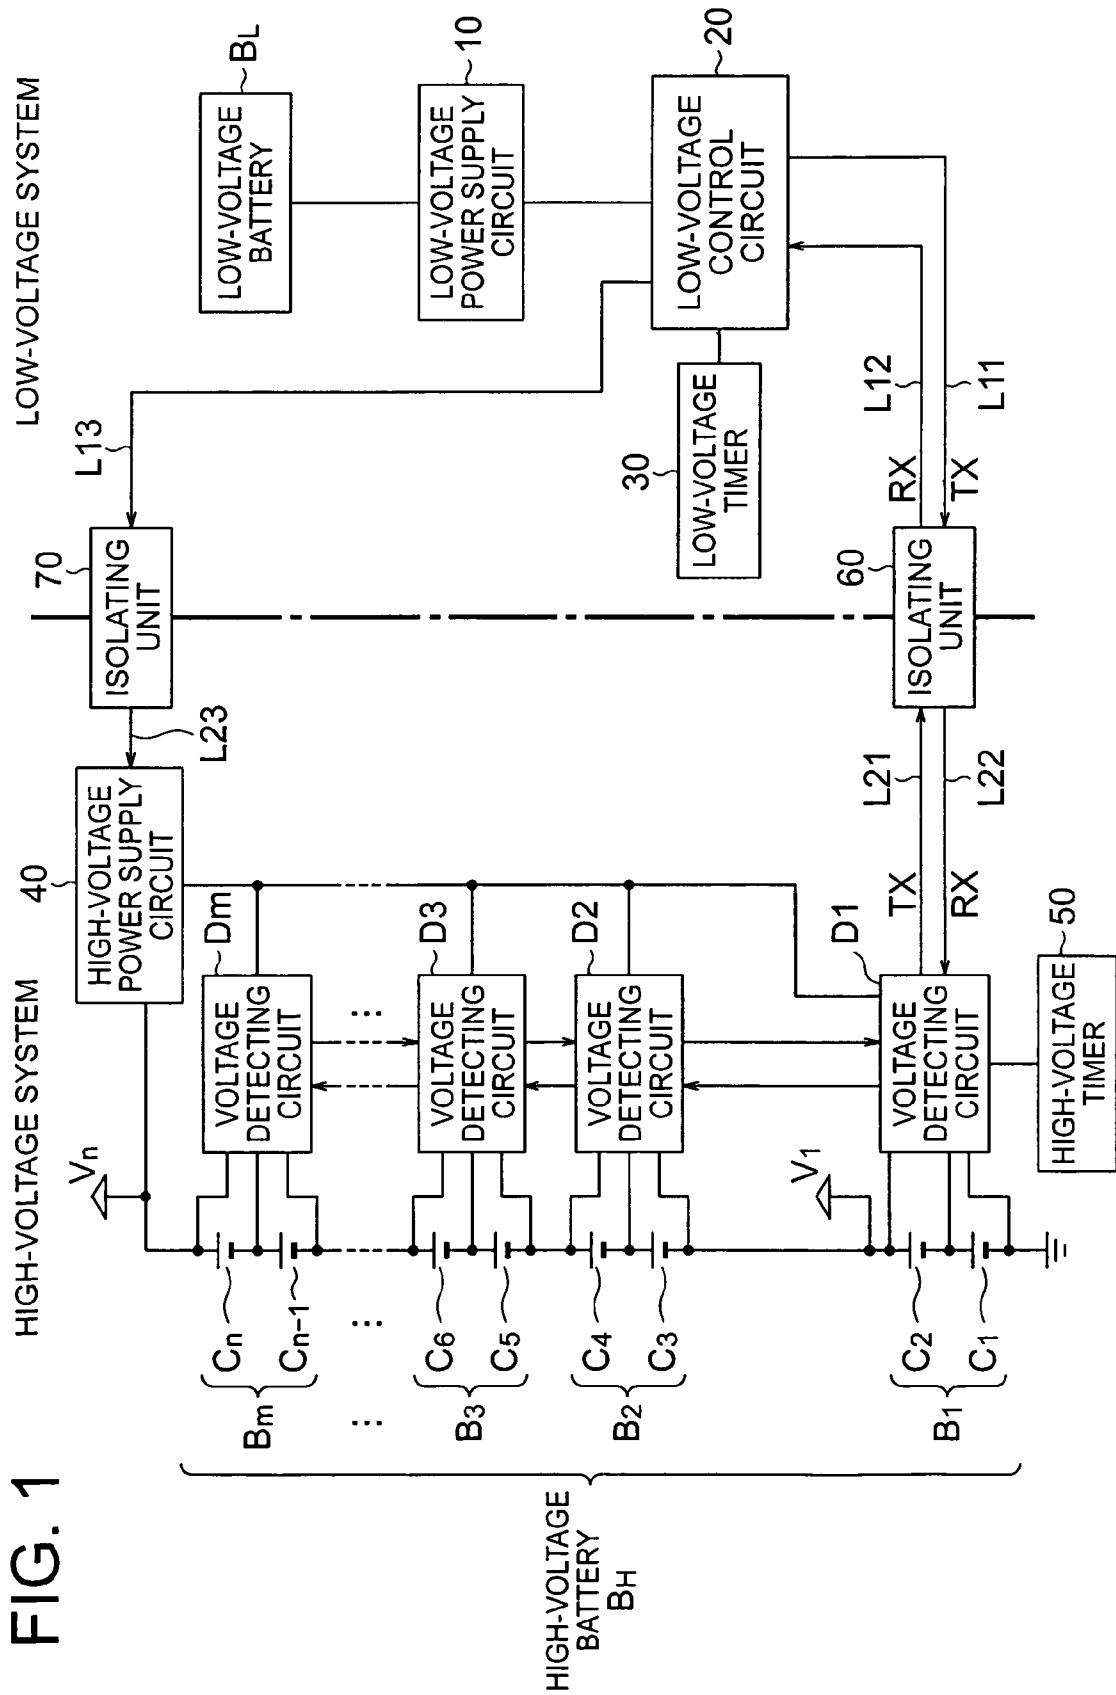 FIG. 1
HIGH-VOLTAGE SYSTEM
LOW-VOLTAGE SYSTEM
Vn
40
HIGH-VOLTAGE
POWER SUPPLY
CIRCUIT
L23
70
ISOLATING
UNIT
L13
LOW-VOLTAGE
BATTERY
BL
LOW-VOLTAGE
POWER SUPPLY
CIRCUIT
10
LOW-VOLTAGE
CONTROL
CIRCUIT
20
30
LOW-VOLTAGE
TIMER
HIGH-VOLTAGE
BATTERY
BH
Bm
Cn
Cn-1
VOLTAGE
DETECTING
CIRCUIT
Dm
⋮
⋮
⋮
B3
C6
C5
VOLTAGE
DETECTING
CIRCUIT
D3
B2
C4
C3
VOLTAGE
DETECTING
CIRCUIT
D2
V1
B1
C2
C1
VOLTAGE
DETECTING
CIRCUIT
D1
TX
L21
RX
L22
60
ISOLATING
UNIT
RX
L12
TX
L11
HIGH-VOLTAGE
TIMER
50